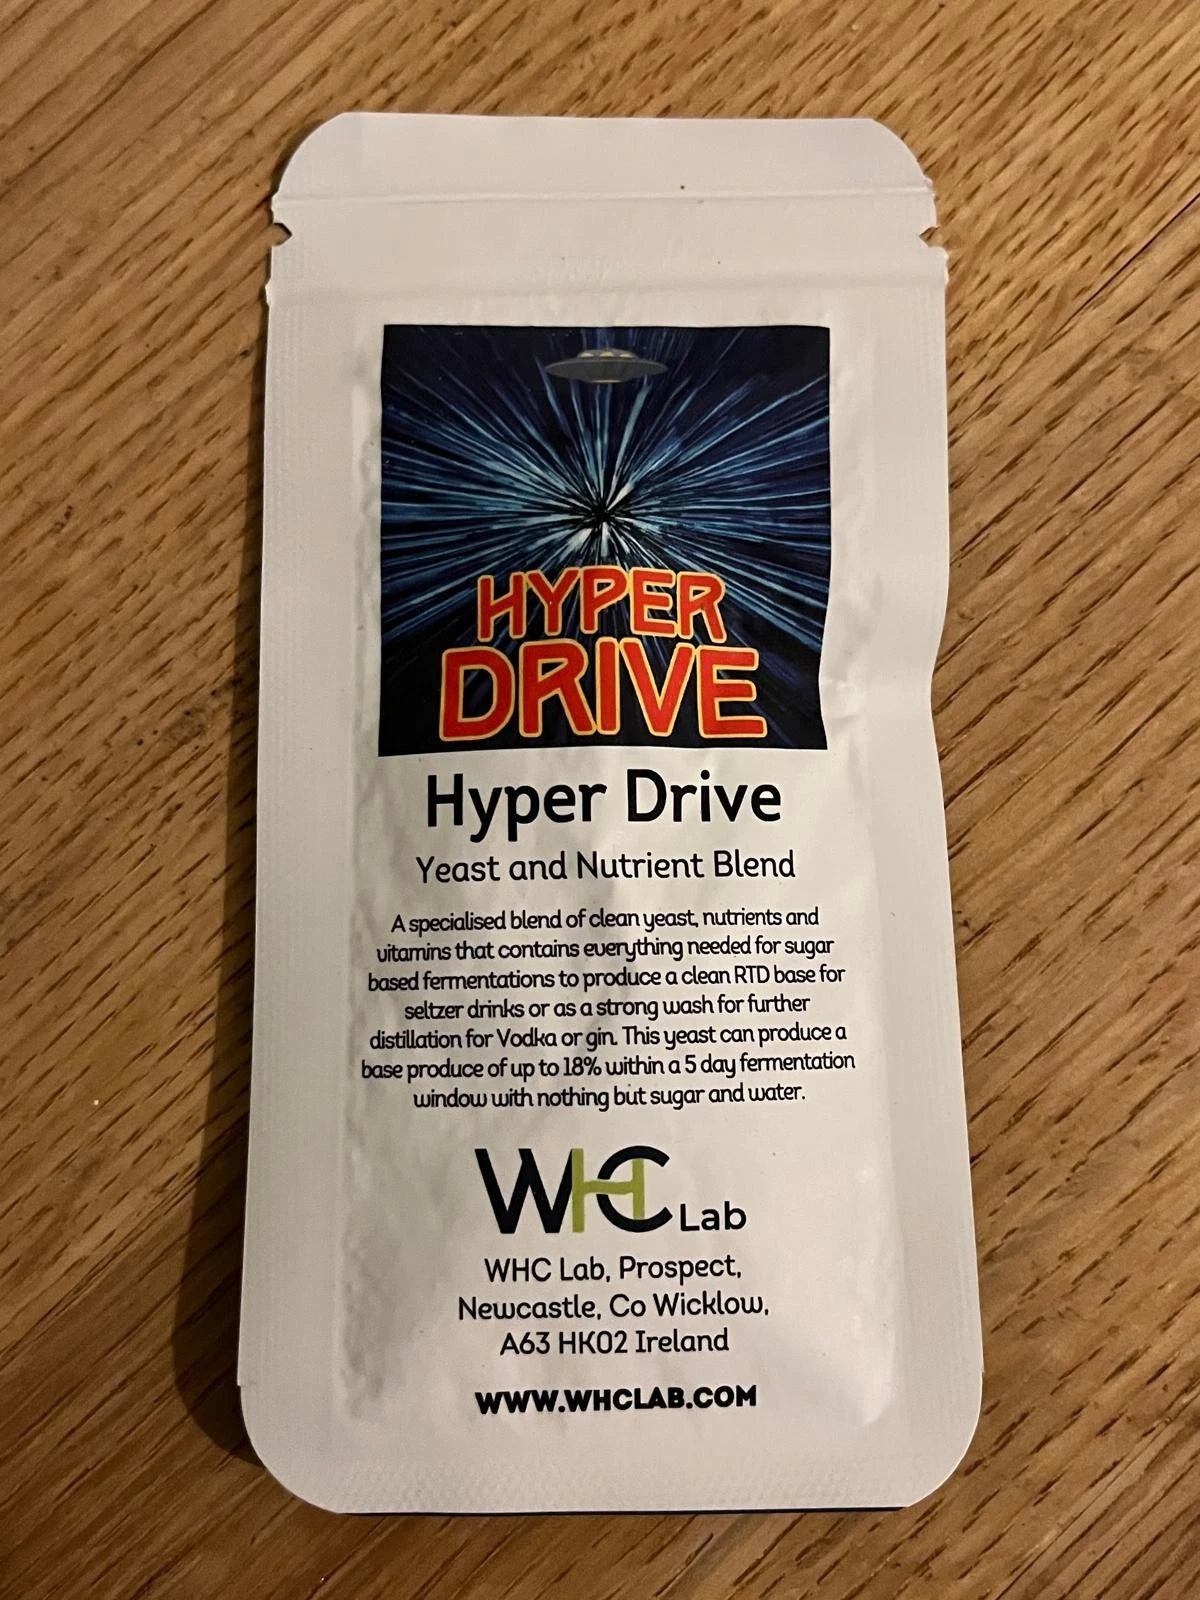 HYPER
DRIVE
Hyper Drive
Yeast and Nutrient Blend
A specialised blend of clean yeast, nutrients and
vitamins that contains everything needed for sugar
based fermentations to produce a clean RTD base for
seltzer drinks or as a strong wash for further
distillation for Vodka or gin. This yeast can produce a
base produce of up to 18% within a 5 day fermentation
window with nothing but sugar and water.
WHC Lab
WHC Lab, Prospect,
Newcastle, Co Wicklow,
A63 HK02 Ireland
WWW.WHCLAB.COM